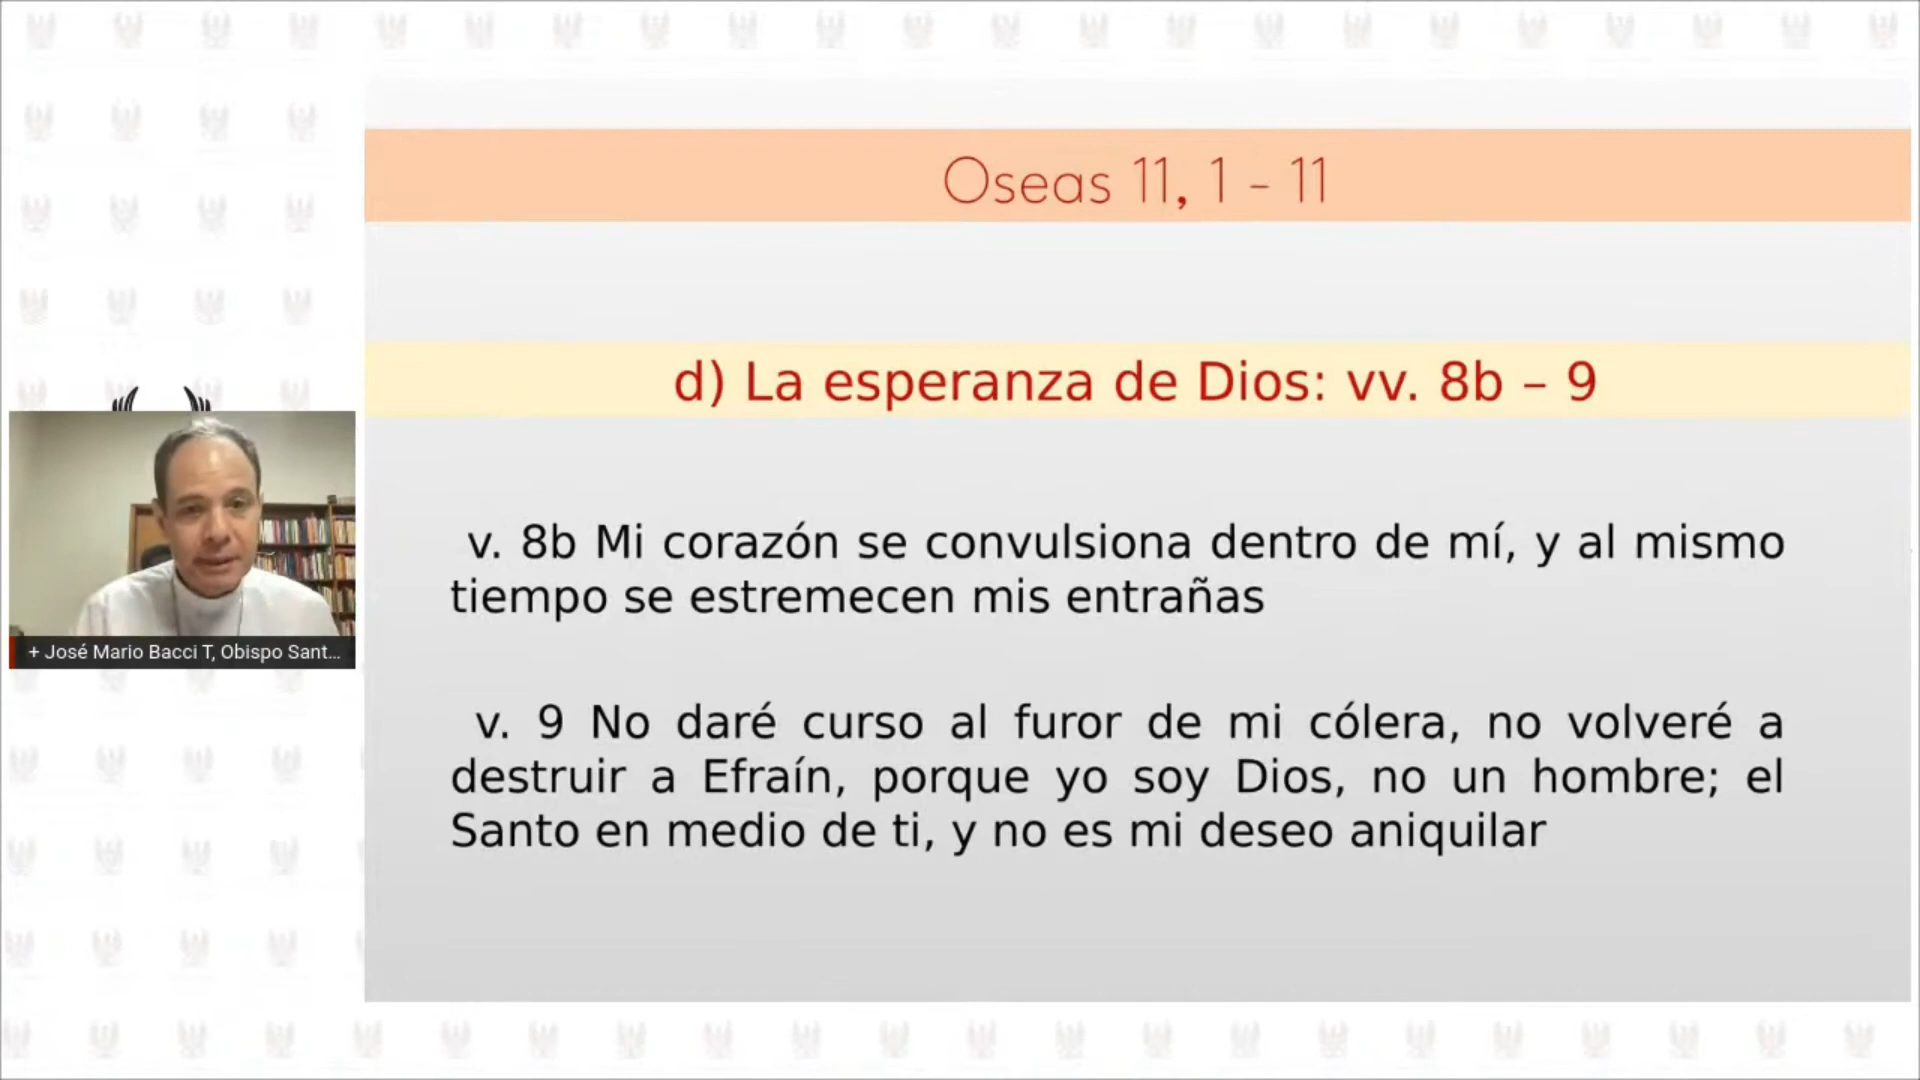 Oseas 11, 1 - 11
d) La esperanza de Dios: vv. 8b – 9
v. 8b Mi corazón se convulsiona dentro de mí, y al mismo
tiempo se estremecen mis entrañas
v. 9 No daré curso al furor de mi cólera, no volveré a
destruir a Efraín, porque yo soy Dios, no un hombre; el
Santo en medio de ti, y no es mi deseo aniquilar
+ José Mario Bacci T, Obispo Sant...